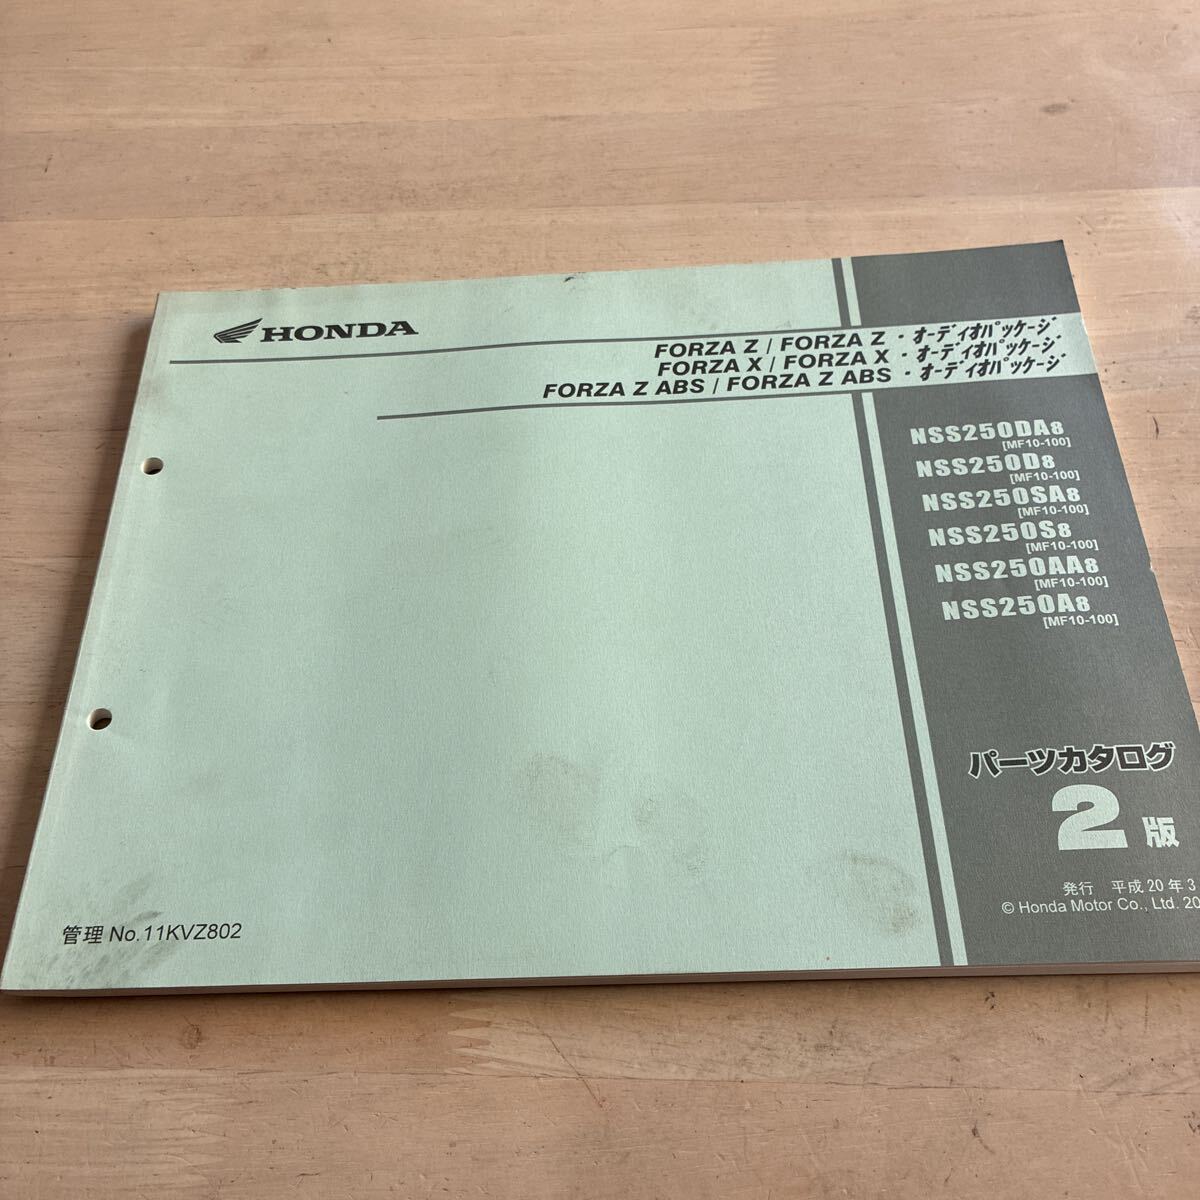 HONDA
FORZA Z / FORZA Z・オーディオパッケージ
FORZA X / FORZA X・オーディオパッケージ
FORZA Z ABS / FORZA Z ABS・オーディオパッケージ
NSS250DA8
[MF10-100]
NSS250D8
[MF10-100]
NSS250SA8
[MF10-100]
NSS250S8
[MF10-100]
NSS250AA8
[MF10-100]
NSS250A8
[MF10-100]
パーツカタログ
2版
発行 平成20年3
© Honda Motor Co., Ltd. 20
管理 No.11KVZ802